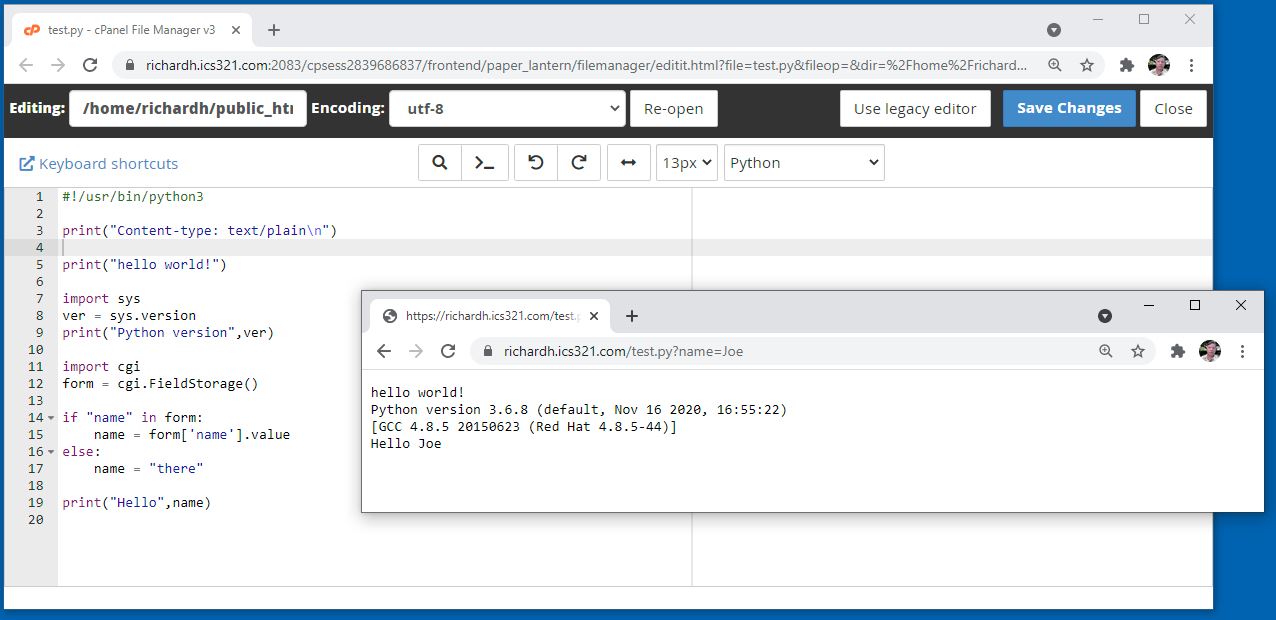 test.py - cPanel File Manager v3
richardh.ics321.com:2083/cpsess2839686837/frontend/paper_lantern/filemanager/editit.html?file=test.py&fileop=&dir=%2Fhome%2Frichard...
Editing: /home/richardh/public_htı Encoding: utf-8 Re-open Use legacy editor Save Changes Close
Keyboard shortcuts 13px Python
1 #!/usr/bin/python3
2
3 print("Content-type: text/plain\n")
4
5 print("hello world!")
6
7 import sys
8 ver = sys.version
9 print("Python version",ver)
10
11 import cgi
12 form = cgi.FieldStorage()
13
14 if "name" in form:
15 name = form['name'].value
16 else:
17 name = "there"
18
19 print("Hello",name)
20
https://richardh.ics321.com/test.p
richardh.ics321.com/test.py?name=Joe
hello world!
Python version 3.6.8 (default, Nov 16 2020, 16:55:22)
[GCC 4.8.5 20150623 (Red Hat 4.8.5-44)]
Hello Joe